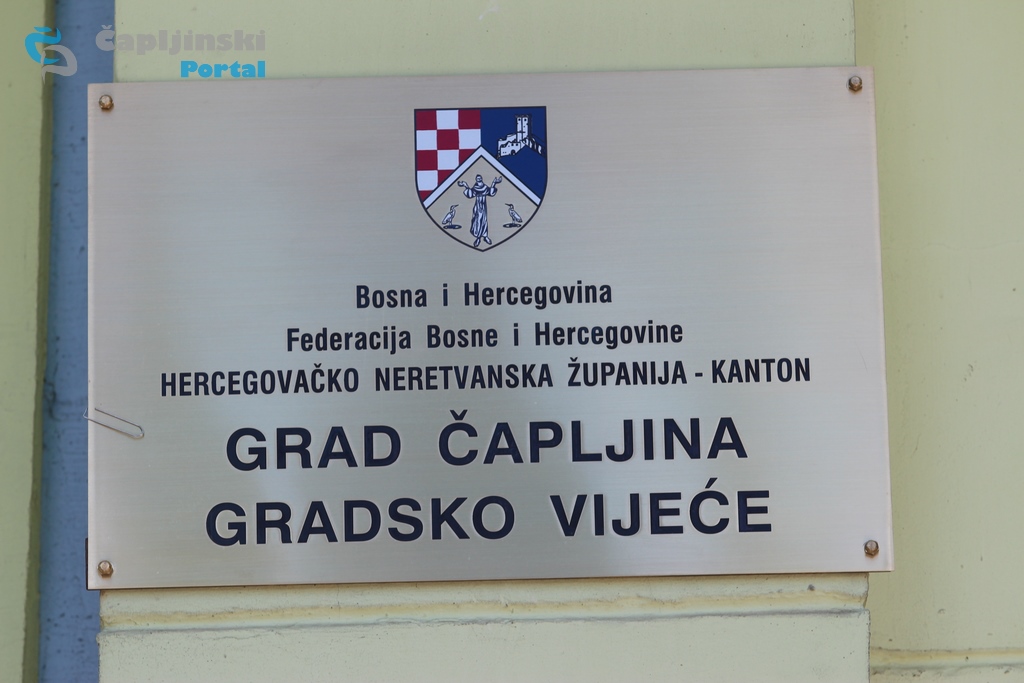 Čapljinski
Portal
Bosna i Hercegovina
Federacija Bosne i Hercegovine
HERCEGOVAČKO NERETVANSKA ŽUPANIJA - KANTON
GRAD ČAPLJINA
GRADSKO VIJEĆE